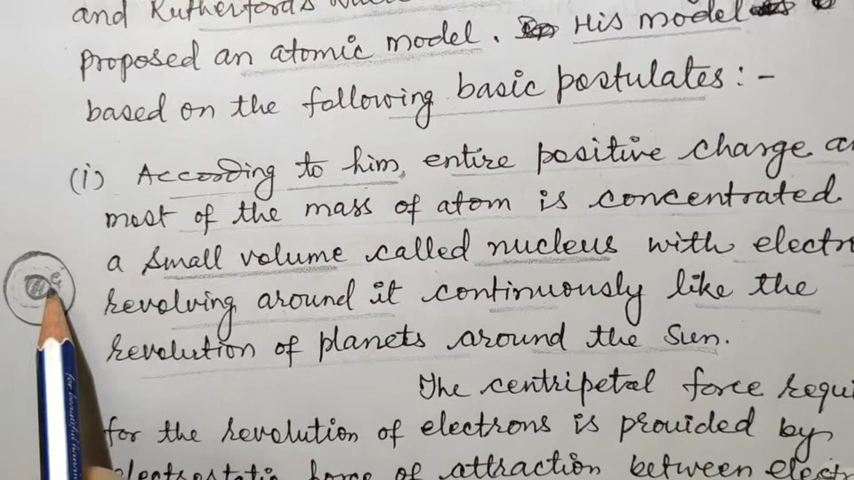 and Rutherford's
proposed an atomic model. His model
based on the following basic postulates : -
(i) According to him, entire positive charge
most of the mass of atom is concentrated
a small volume called nucleus with
revolving around it continuously like the
revolution of planets around the sun.
The centripetal force
for the revolution of electrons is provided by
electrostatic force of attraction between